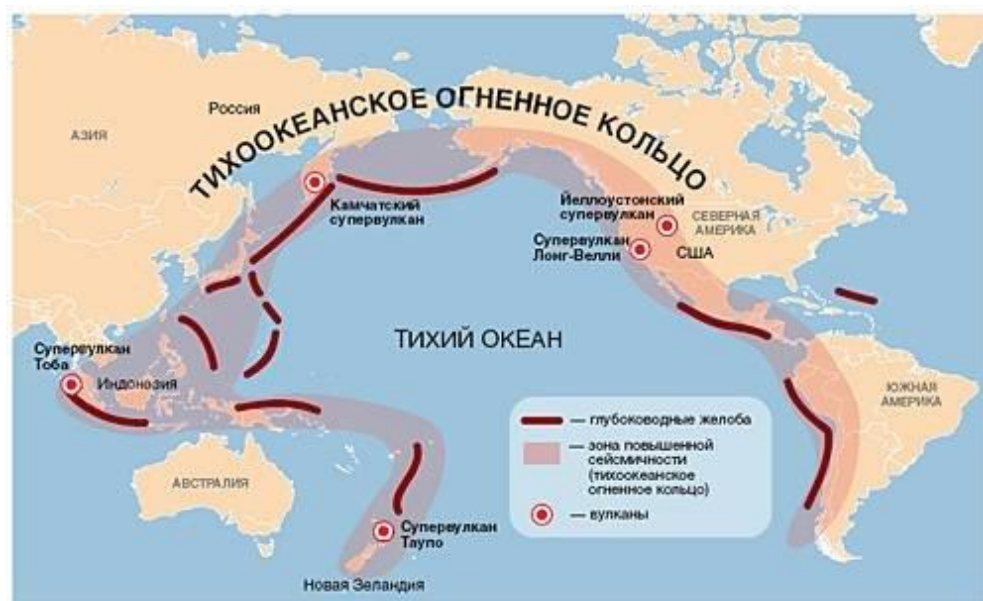 ТИХООКЕАНСКОЕ ОГНЕННОЕ КОЛЬЦО
Россия
АЗИЯ
Камчатский
супервулкан
Йеллоустонский
супервулкан
СЕВЕРНАЯ
АМЕРИКА
Супервулкан
Лонг-Велли
США
ТИХИЙ ОКЕАН
Супервулкан
Тоба
Индонозия
ЮЖНАЯ
АМЕРИКА
— глубоководные желоба
— зона повышенной
сейсмичности
(тихоокеанское
огненное кольцо)
— вулканы
АВСТРАЛИЯ
Супервулкан
Таупо
Новая Зеландия